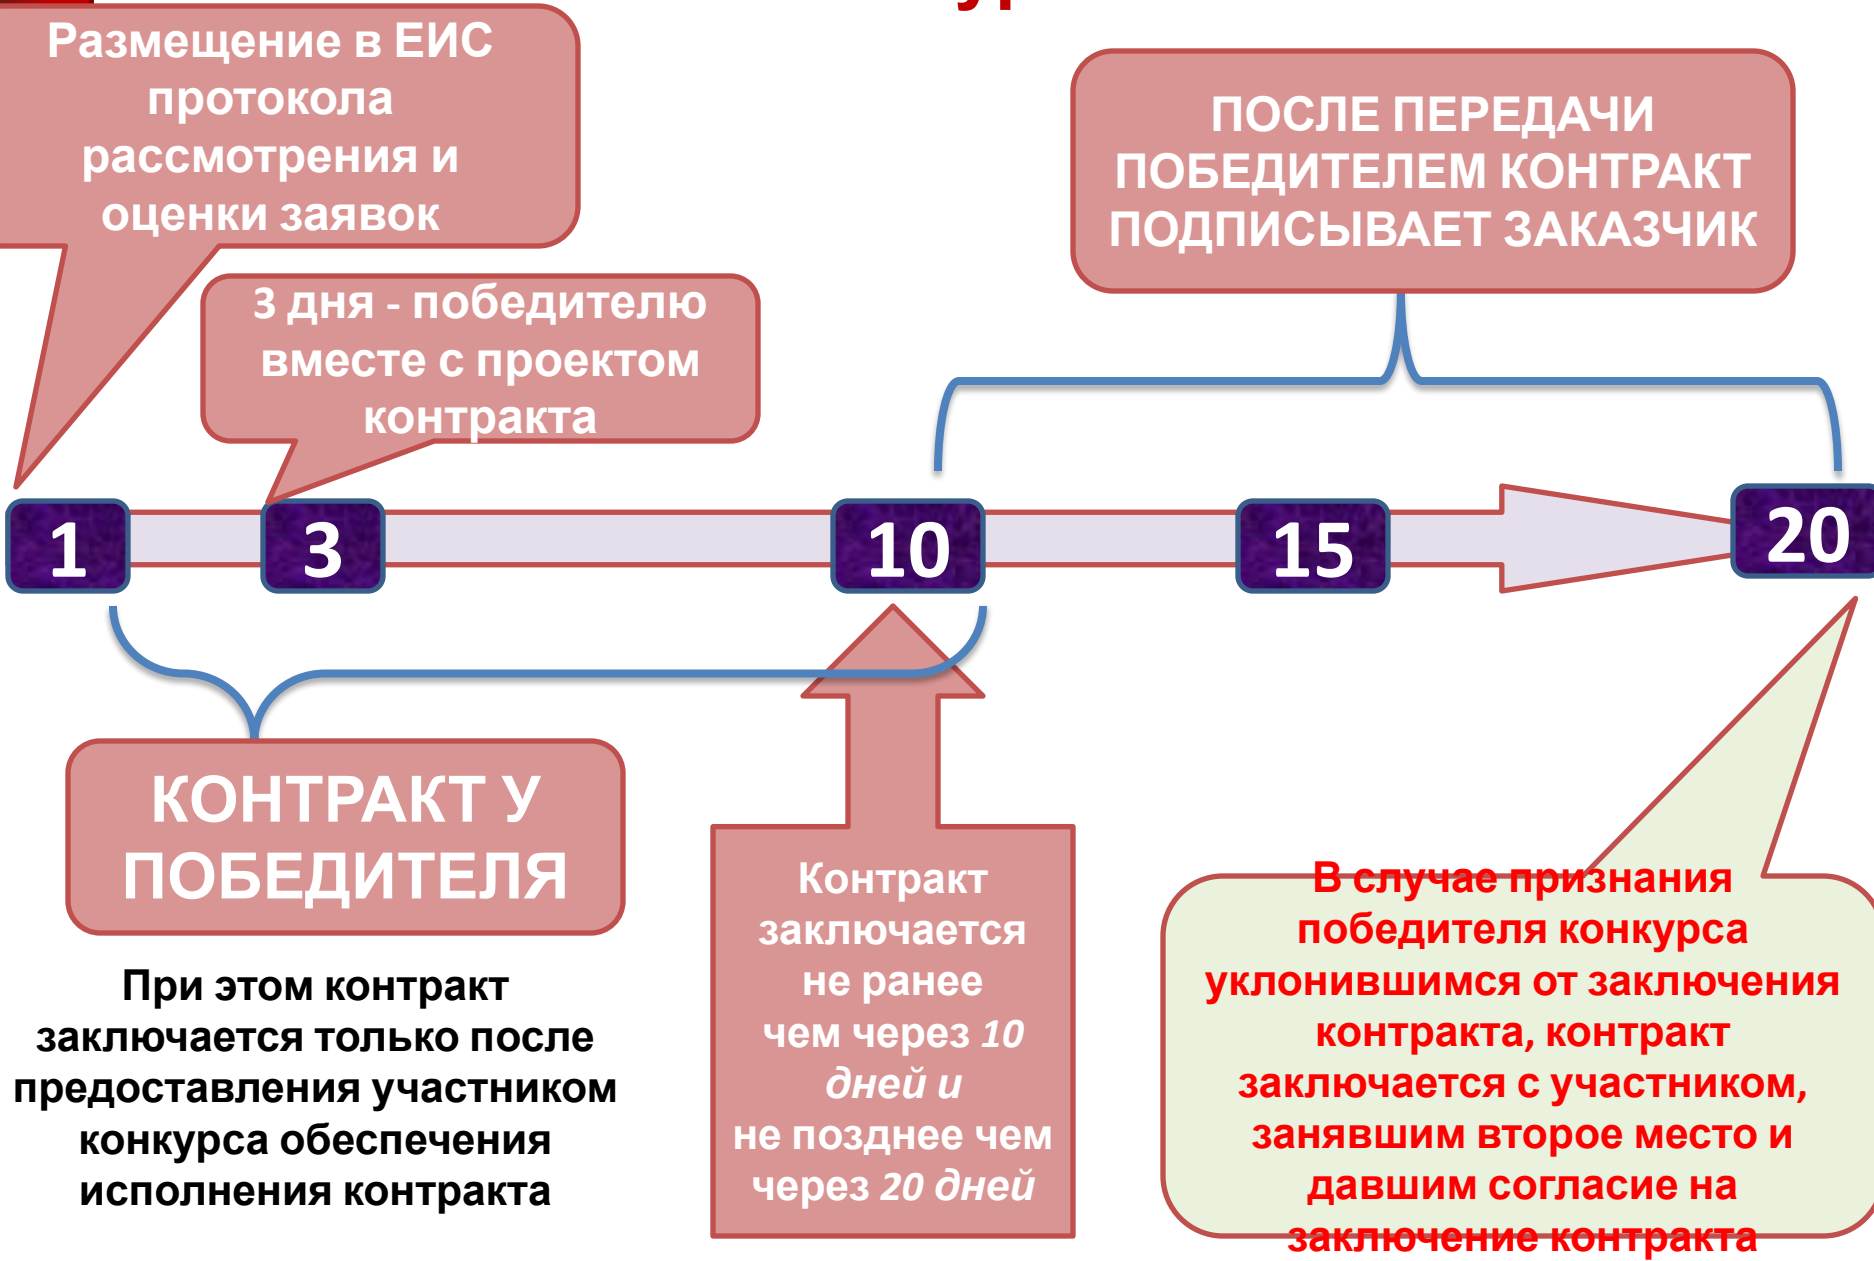 Размещение в ЕИС
протокола
рассмотрения и
оценки заявок
ПОСЛЕ ПЕРЕДАЧИ
ПОБЕДИТЕЛЕМ КОНТРАКТ
ПОДПИСЫВАЕТ ЗАКАЗЧИК
3 дня - победителю
вместе с проектом
контракта
1
3
10
15
20
КОНТРАКТ У
ПОБЕДИТЕЛЯ
При этом контракт
заключается только после
предоставления участником
конкурса обеспечения
исполнения контракта
Контракт
заключается
не ранее
чем через 10
дней и
не позднее чем
через 20 дней
В случае признания
победителя конкурса
уклонившимся от заключения
контракта, контракт
заключается с участником,
занявшим второе место и
давшим согласие на
заключение контракта